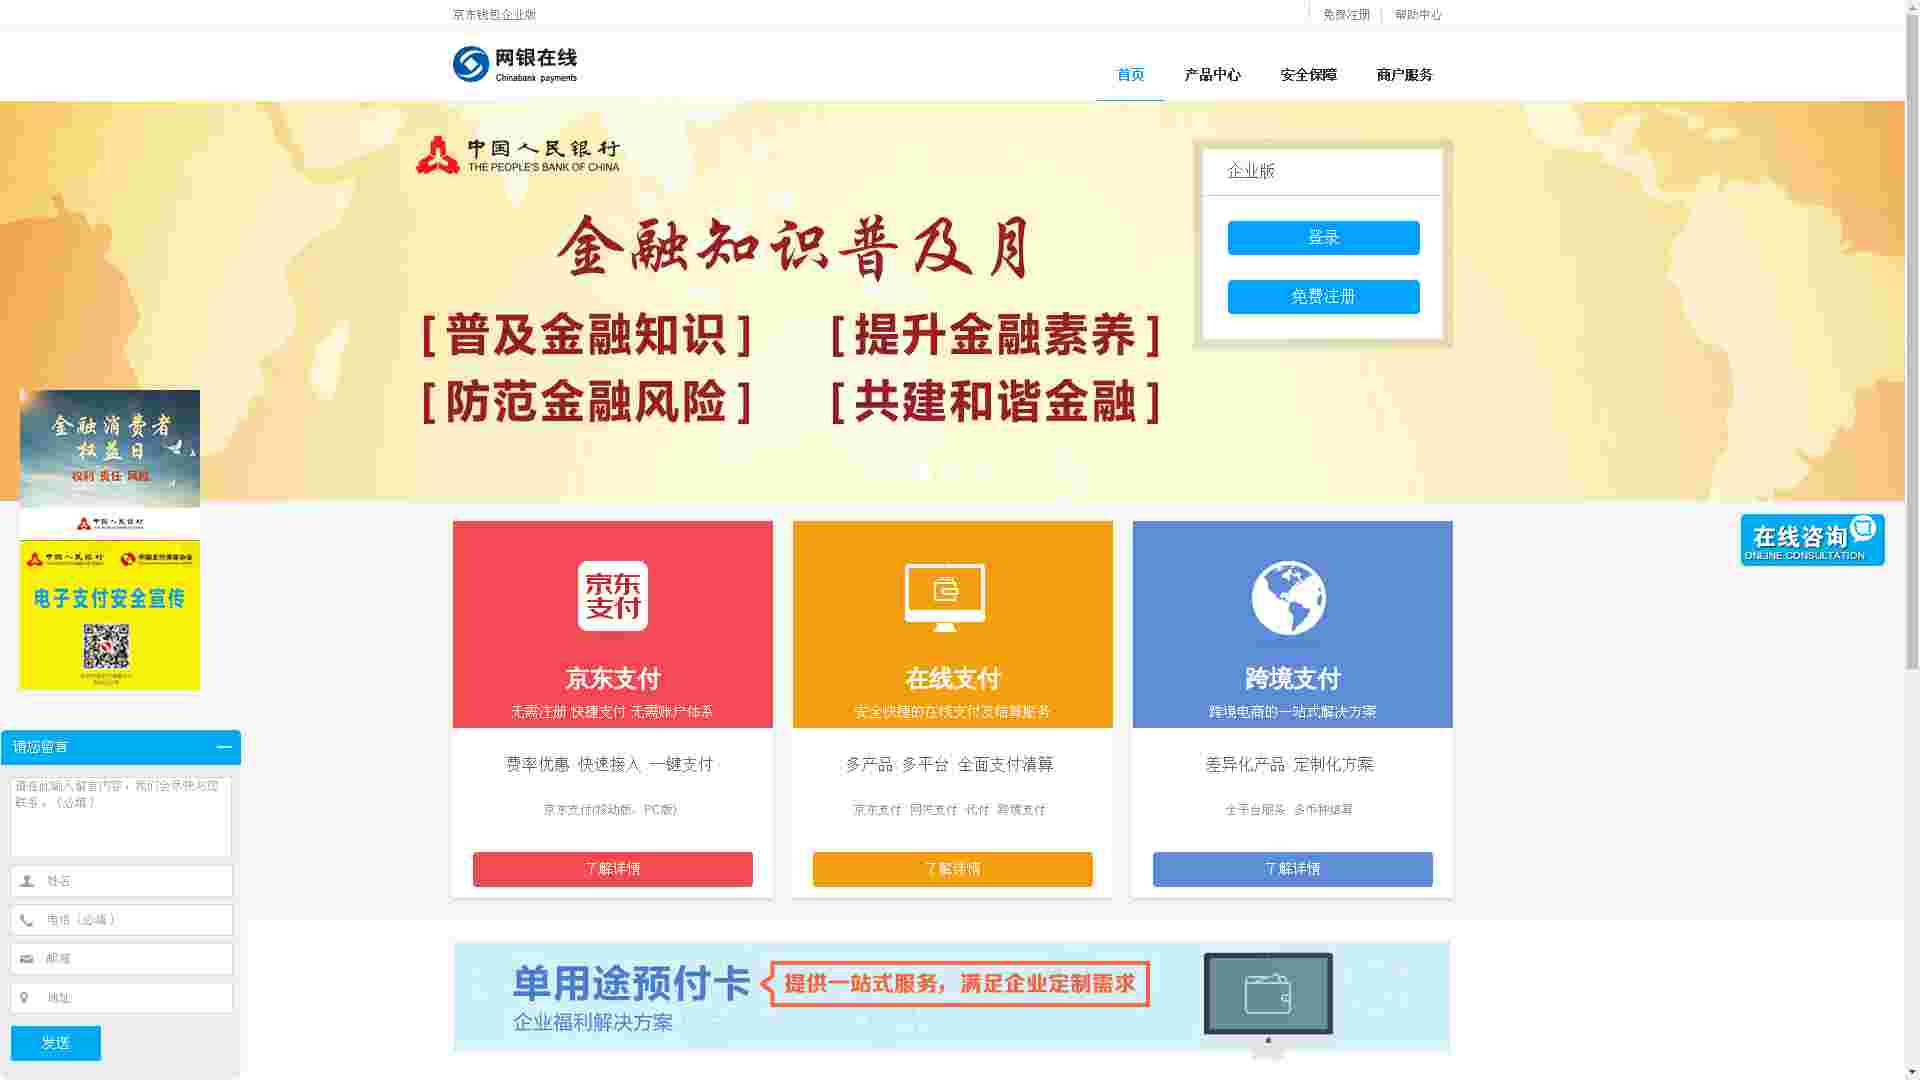 京东钱包企业版
免费注册
帮助中心
网银在线
Chinabank payments
首页
产品中心
安全保障
商户服务
中国人民银行
THE PEOPLE'S BANK OF CHINA
金融知识普及月
[普及金融知识]
[提升金融素养]
[防范金融风险]
[共建和谐金融]
企业版
登录
免费注册
金融消费者
权益日
权利 责任 风险
中国人民银行
中国人民银行
中国支付清算协会
电子支付安全宣传
在线咨询
ONLINE CONSULTATION
京东
支付
京东支付
无需注册 快捷支付 无需账户体系
费率优惠 快速接入 一键支付
京东支付(移动版、PC版)
了解详情
在线支付
安全快捷的在线支付及结算服务
多产品 多平台 全面支付清算
京东支付 网关支付 代付 跨境支付
了解详情
跨境支付
跨境电商的一站式解决方案
差异化产品 定制化方案
全平台服务 多币种结算
了解详情
请您留言
请在此输入留言内容，我们会尽快与您
联系。（必填）
姓名
电话（必填）
邮箱
地址
发送
单用途预付卡
提供一站式服务，满足企业定制需求
企业福利解决方案